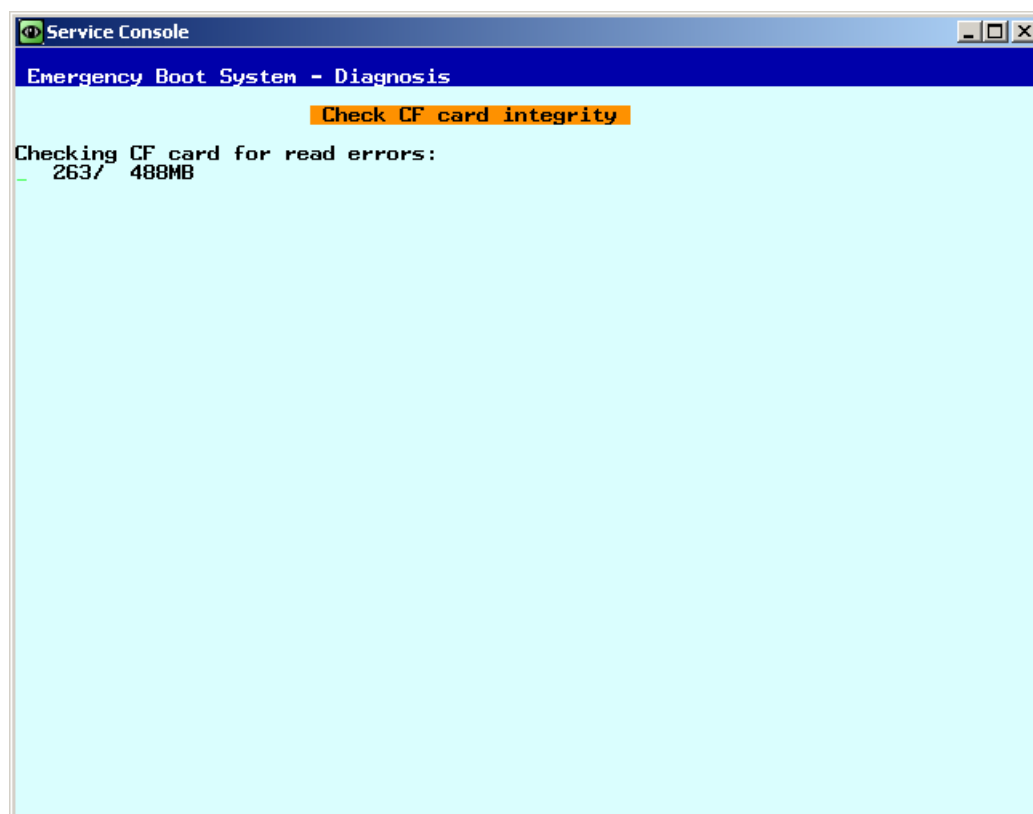 Service Console
Emergency Boot System - Diagnosis
Check CF card integrity
Checking CF card for read errors:
_  263/  488MB